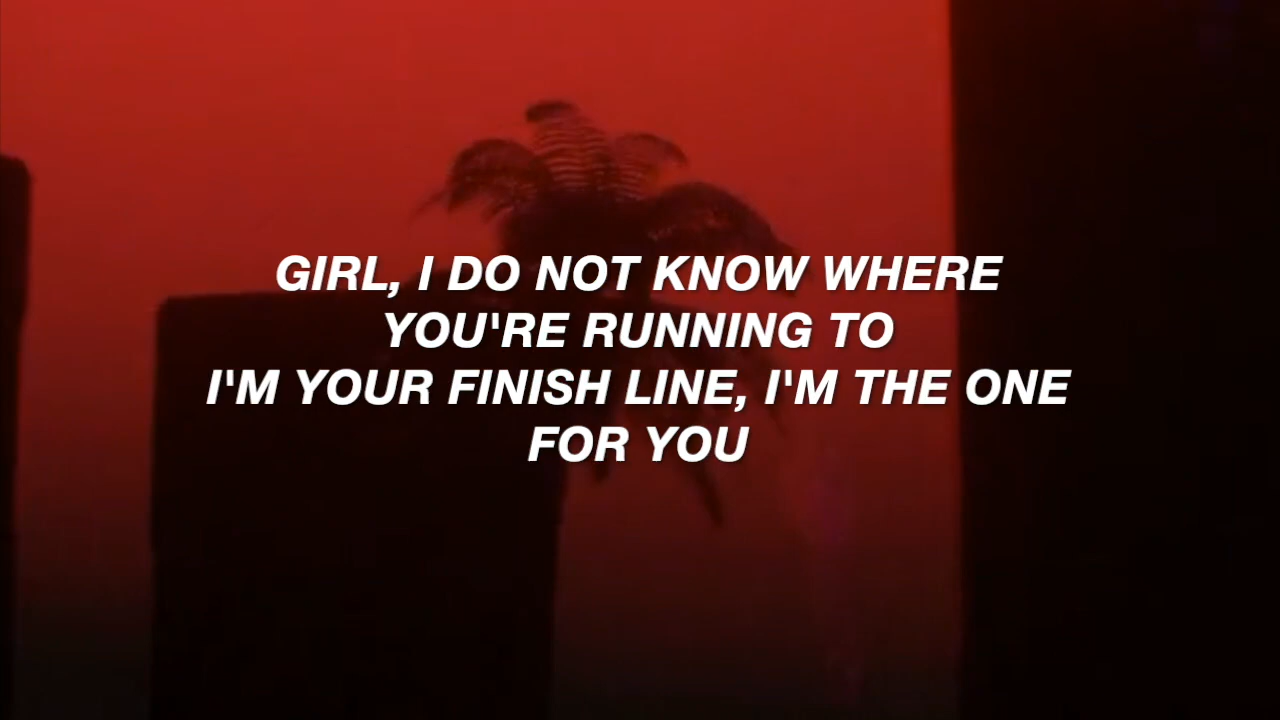 GIRL, I DO NOT KNOW WHERE
YOU'RE RUNNING TO
I'M YOUR FINISH LINE, I'M THE ONE
FOR YOU